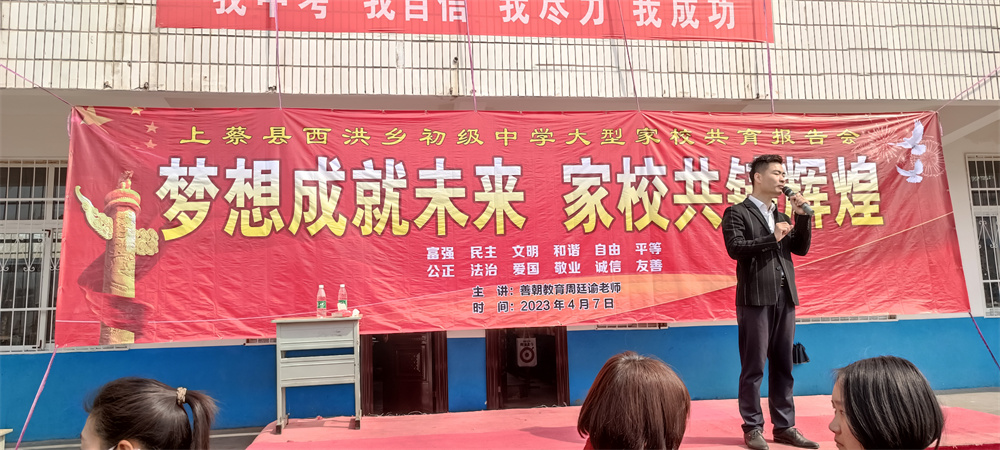 我中考 我自信 我尽力 我成功
上蔡县西洪乡初级中学大型家校共育报告会
梦想成就未来 家校共铸辉煌
富强 民主 文明 和谐 自由 平等
公正 法治 爱国 敬业 诚信 友善
主 讲：善朝教育周廷谕老师
时 间：2023年4月7日